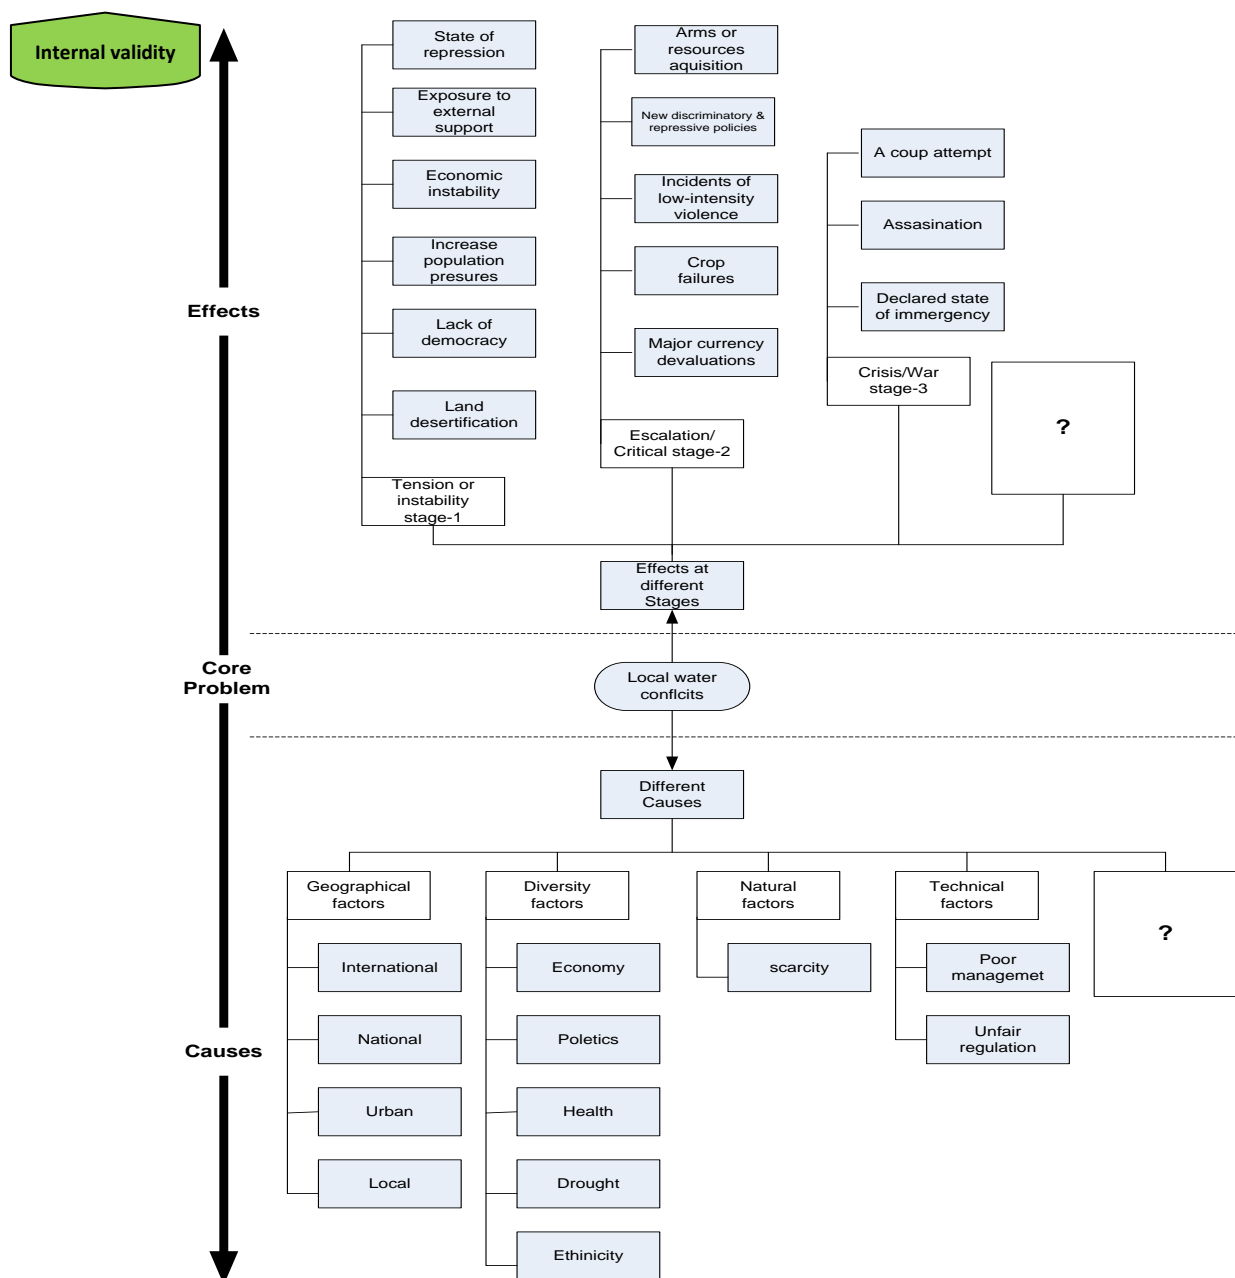 Internal validity
State of
repression
Exposure to
external
support
Economic
instability
Increase
population
presures
Lack of
democracy
Land
desertification
Tension or
instability
stage-1
Arms or
resources
aquisition
New discriminatory &
repressive policies
Incidents of
low-intensity
violence
Crop
failures
Major currency
devaluations
Escalation/
Critical stage-2
A coup attempt
Assasination
Declared state
of immergency
Crisis/War
stage-3
?
Effects
Effects at
different
Stages
Core
Problem
Local water
conflcits
Different
Causes
Causes
Geographical
factors
International
National
Urban
Local
Diversity
factors
Economy
Poletics
Health
Drought
Ethinicity
Natural
factors
scarcity
Technical
factors
Poor
managemet
Unfair
regulation
?